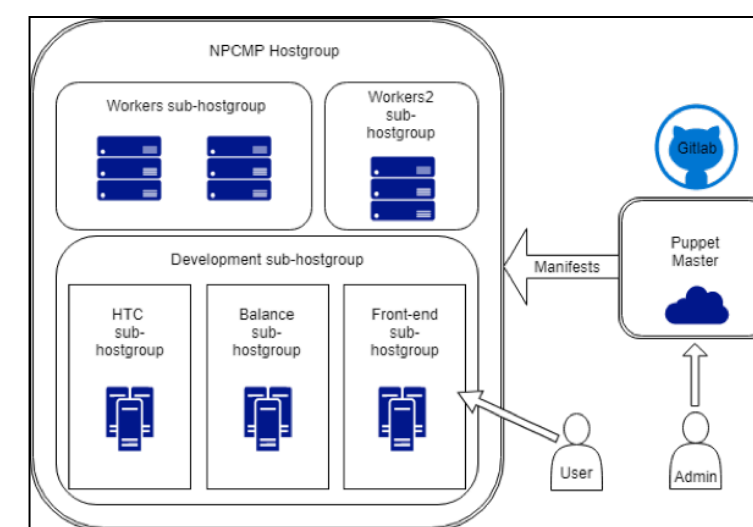 NPCMP Hostgroup
Workers sub-hostgroup
Workers2
sub-
hostgroup
Gitlab
Puppet
Master
Manifests
Development sub-hostgroup
HTC
sub-
hostgroup
Balance
sub-
hostgroup
Front-end
sub-
hostgroup
User
Admin